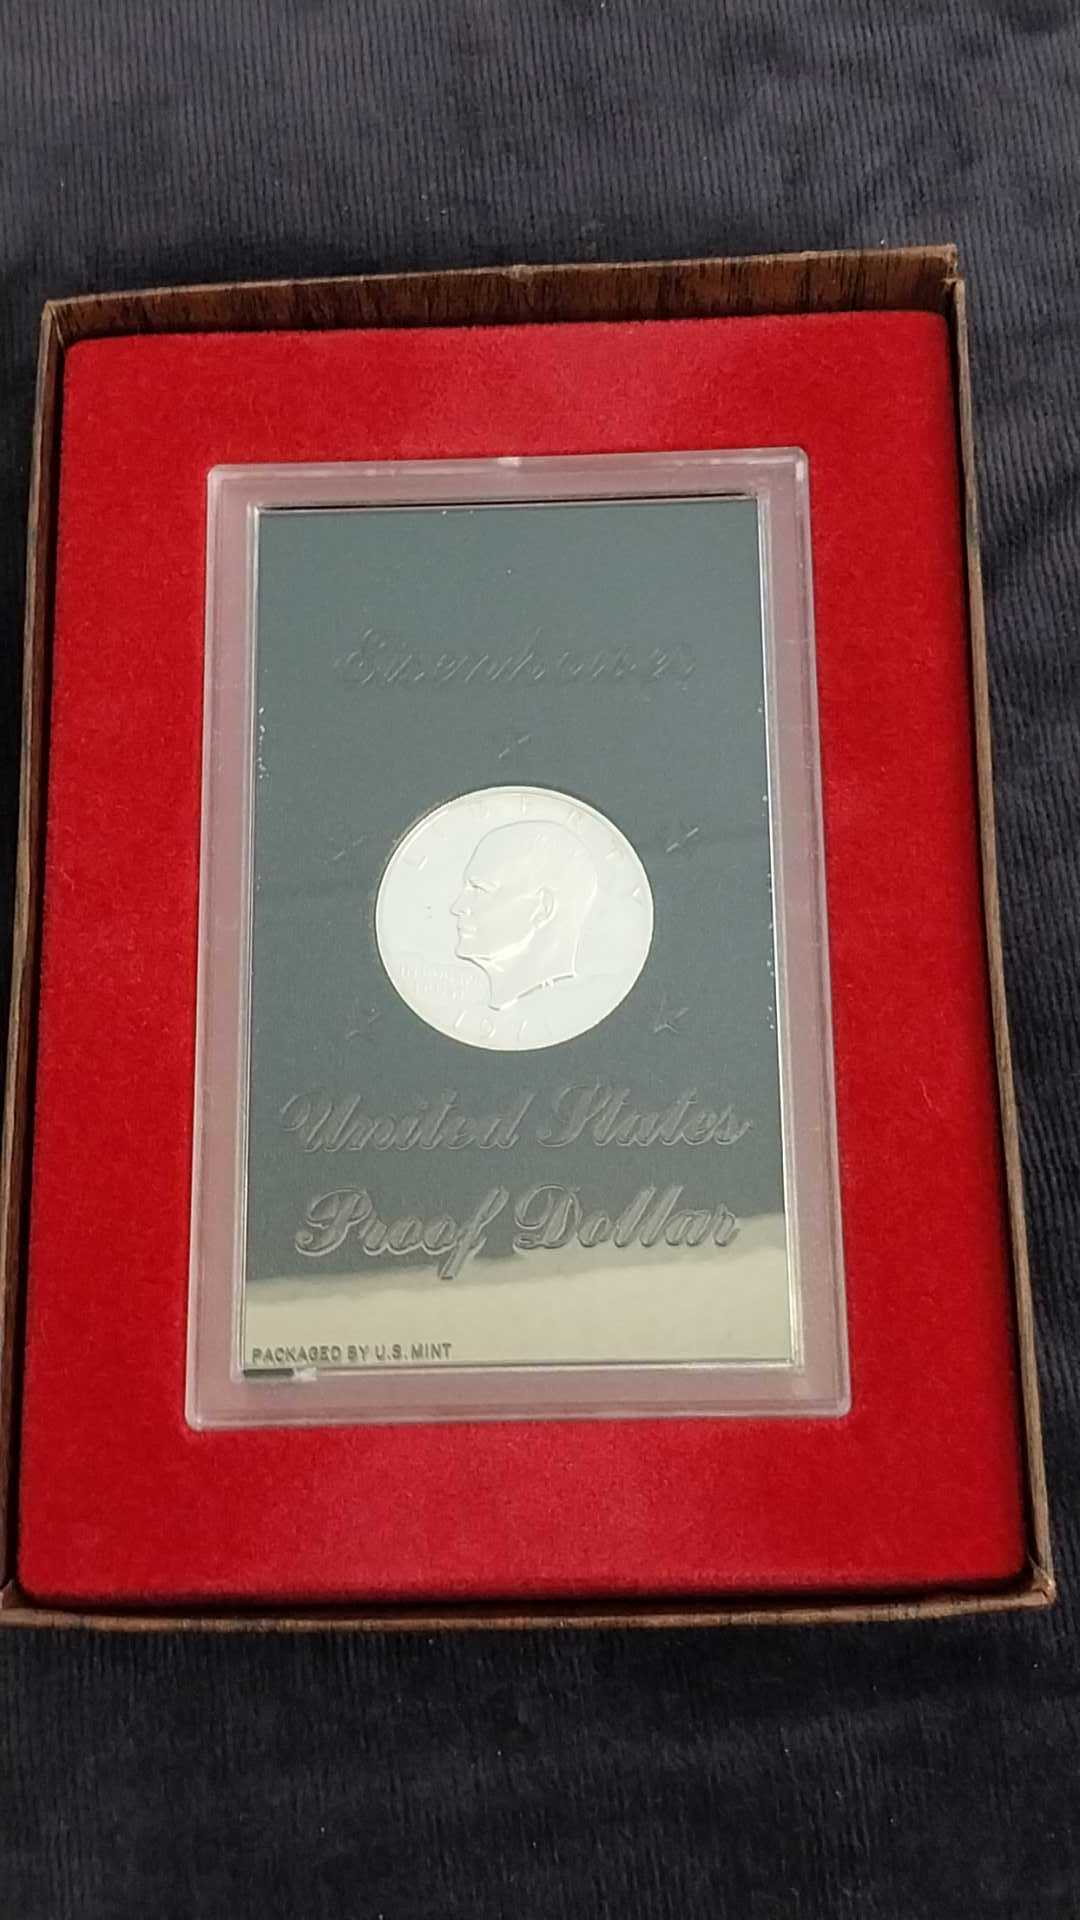 Eisenhower
LIBERTY
IN GOD WE
TRUST
1971
United States
Proof Dollar
PACKAGED BY U.S. MINT